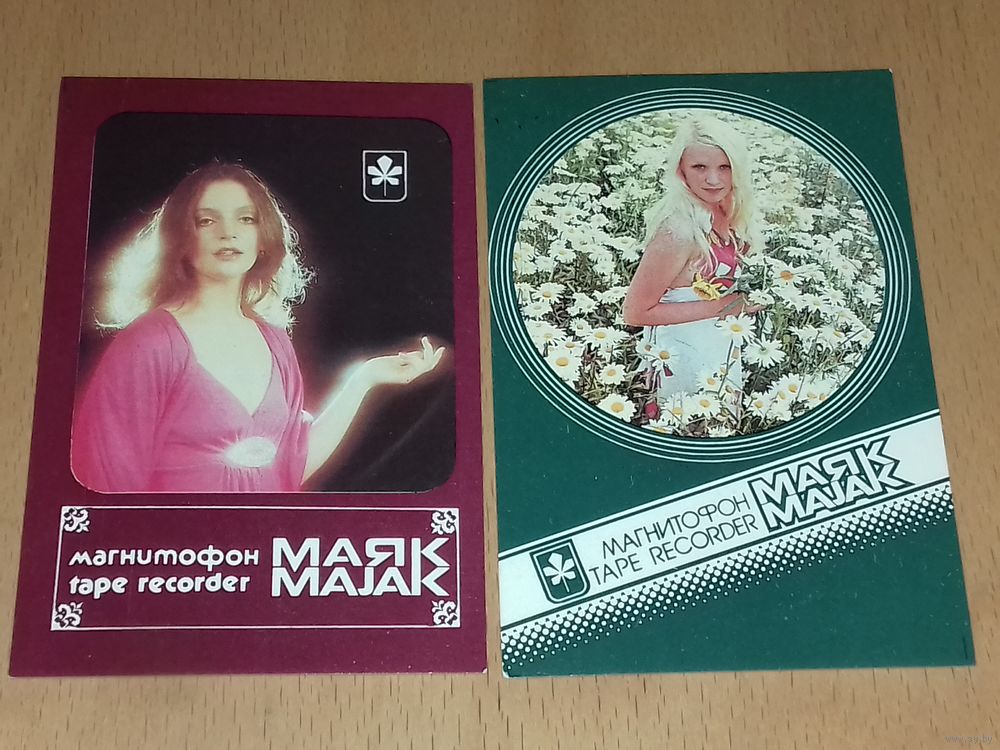 магнитофон МАЯК
tape recorder MAJAK
МАГНИТОФОН МАЯК
TAPE RECORDER MAJAK